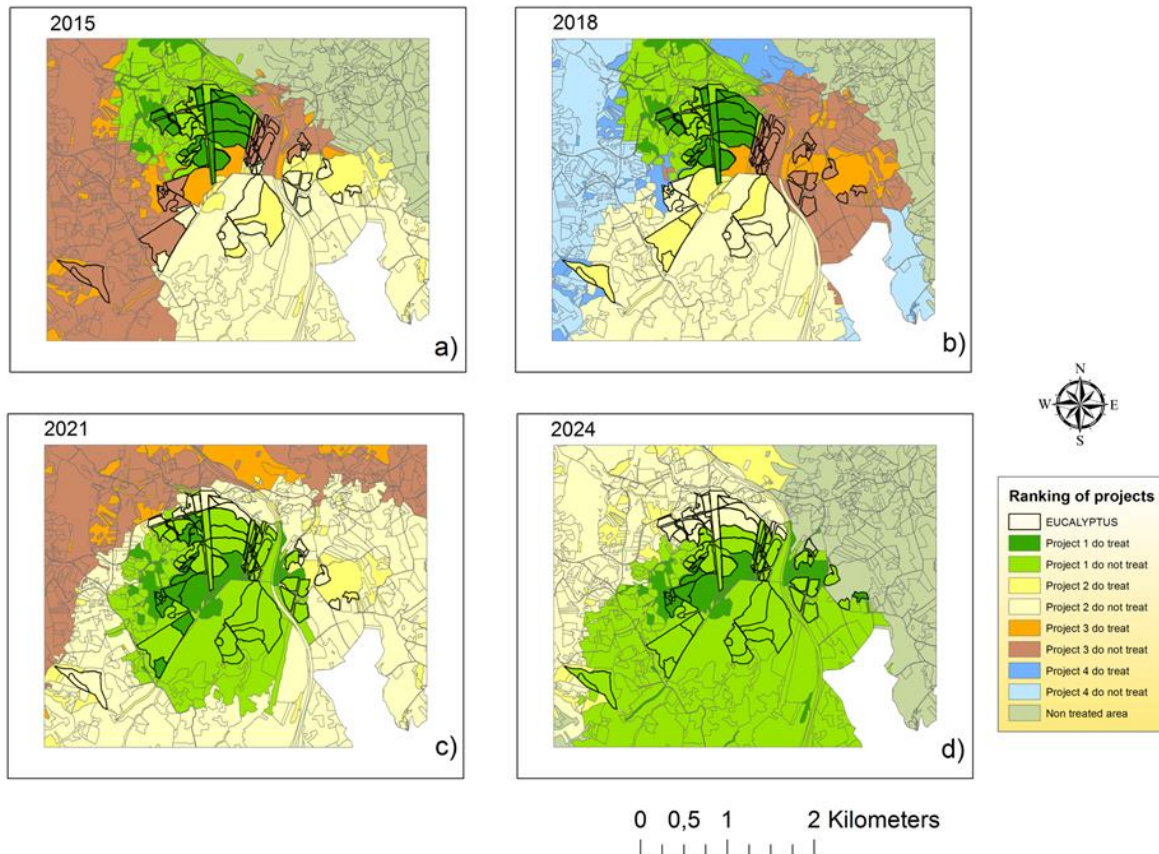 2015
a)
2018
b)
2021
c)
2024
d)
N
W E
S
Ranking of projects
EUCALYPTUS
Project 1 do treat
Project 1 do not treat
Project 2 do treat
Project 2 do not treat
Project 3 do treat
Project 3 do not treat
Project 4 do treat
Project 4 do not treat
Non treated area
0 0,5 1 2 Kilometers